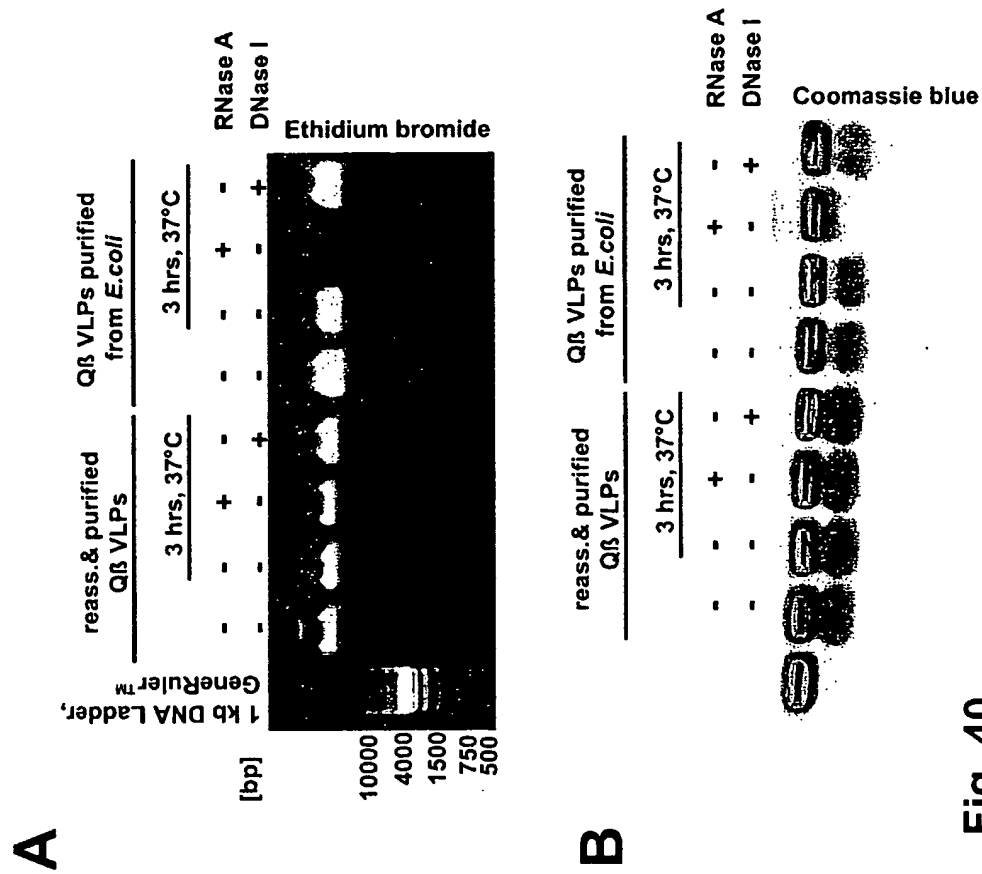 A
reass.& purified
Qß VLPs
Qß VLPs purified
from E.coli
3 hrs, 37°C
3 hrs, 37°C
- - + - - - + - RNase A
- - - + - - - + DNase I
1 kb DNA Ladder,
GeneRuler™
[bp]
10000
4000
1500
750
500
Ethidium bromide
B
reass.& purified
Qß VLPs
Qß VLPs purified
from E.coli
3 hrs, 37°C
3 hrs, 37°C
- - + - - - + - RNase A
- - - + - - - + DNase I
Coomassie blue
Fig. 40